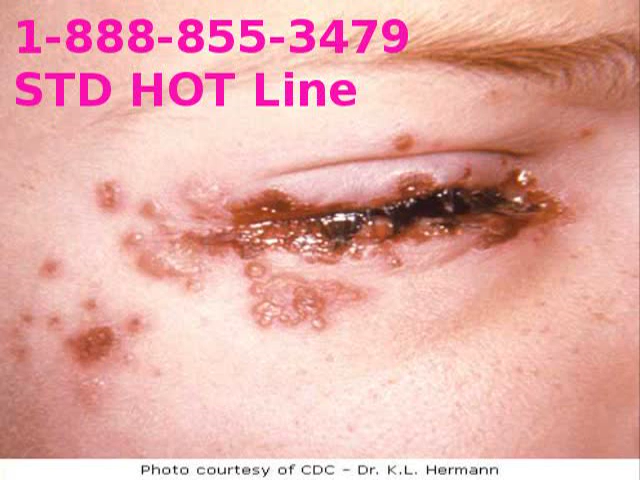 1-888-855-3479
STD HOT Line
Photo courtesy of CDC – Dr. K.L. Hermann